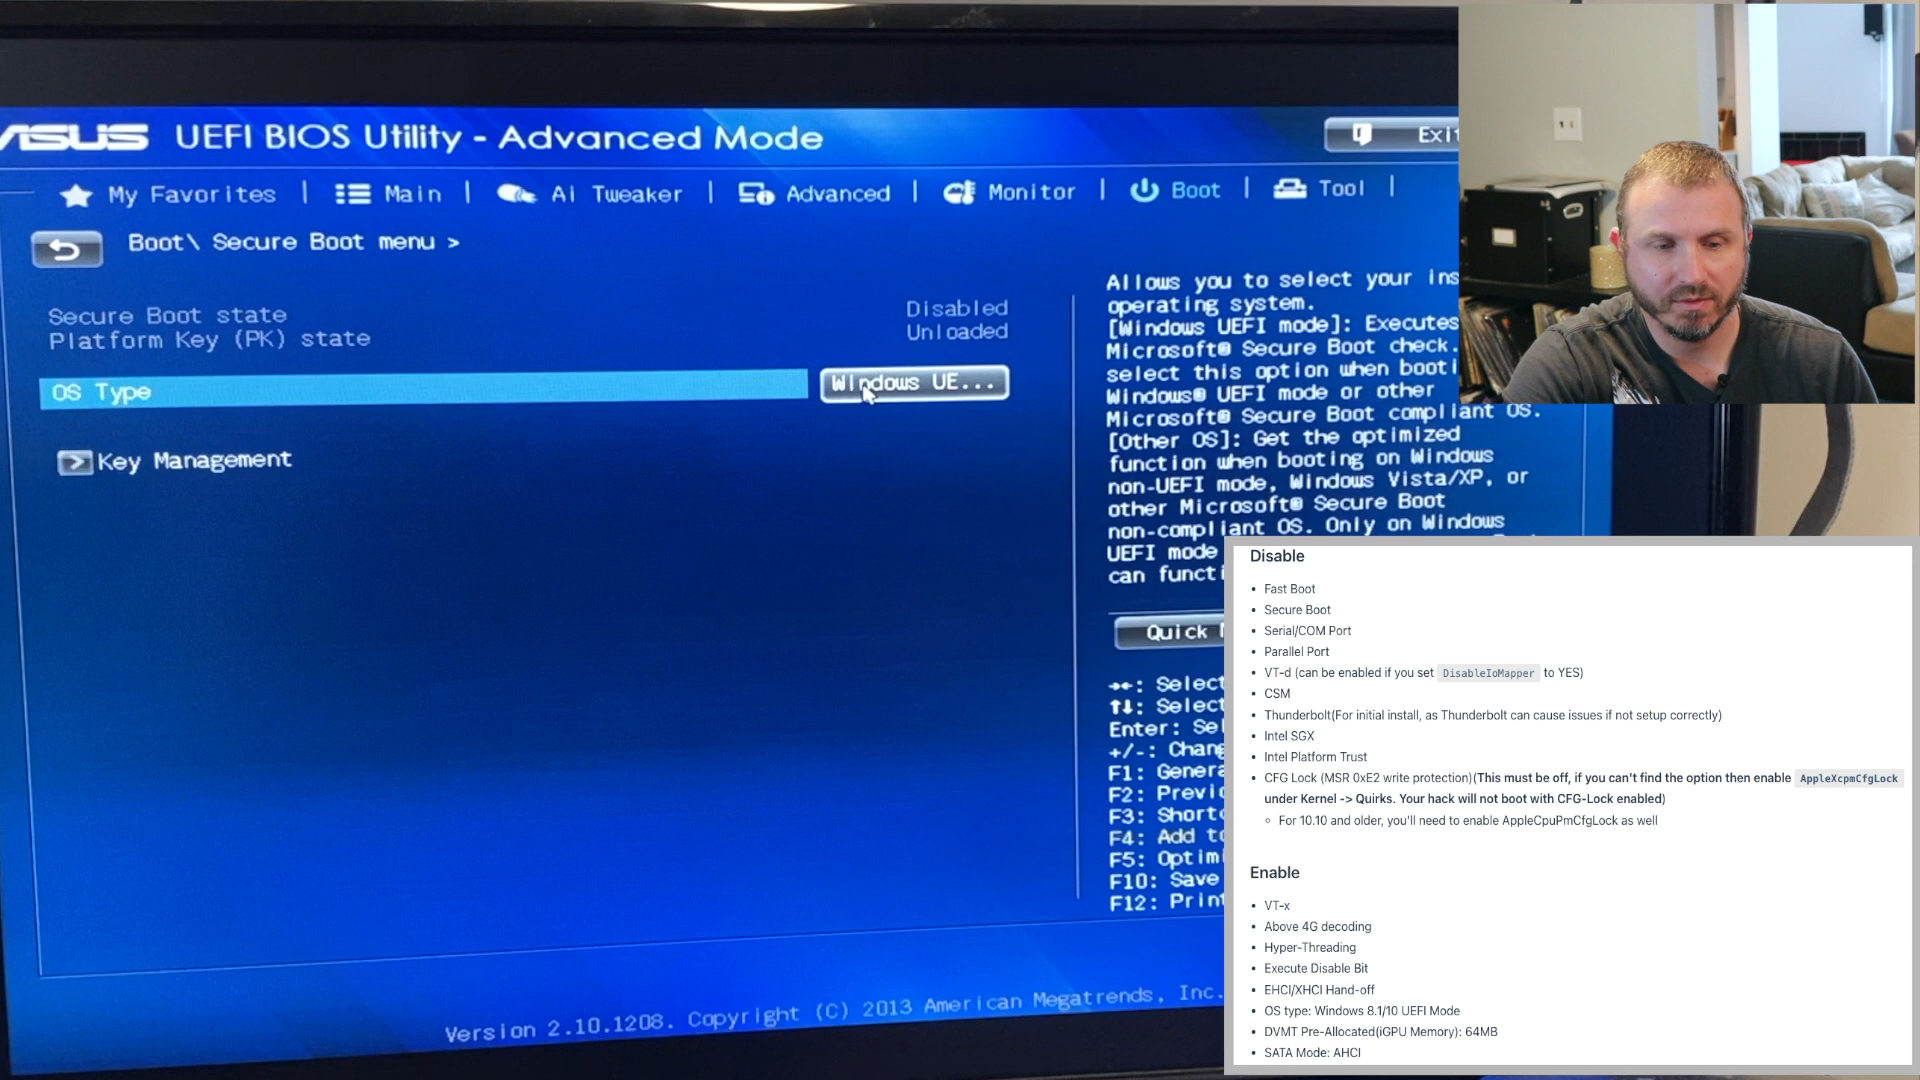 ASUS UEFI BIOS Utility - Advanced Mode
Exit
My Favorites | Main | Ai Tweaker | Advanced | Monitor | Boot | Tool |
Boot\ Secure Boot menu >
Secure Boot state Disabled
Platform Key (PK) state Unloaded
OS Type Windows UE...
Key Management
Allows you to select your
operating system.
[Windows UEFI mode]: Executes
Microsoft® Secure Boot check.
select this option when
Windows® UEFI mode or other
Microsoft® Secure Boot compliant OS.
[Other OS]: Get the optimized
function when booting on Windows
non-UEFI mode, Windows Vista/XP, or
other Microsoft® Secure Boot
non-compliant OS. Only on Windows
UEFI mode
can
Quick
→←: Select
↑↓: Select
Enter:
+/-:
F1:
F2:
F3:
F4: Add
F5:
F10: Save
F12:
Version 2.10.1208. Copyright (C) 2013 American Megatrends, Inc.
Disable
• Fast Boot
• Secure Boot
• Serial/COM Port
• Parallel Port
• VT-d (can be enabled if you set DisableIoMapper to YES)
• CSM
• Thunderbolt(For initial install, as Thunderbolt can cause issues if not setup correctly)
• Intel SGX
• Intel Platform Trust
• CFG Lock (MSR 0xE2 write protection)(This must be off, if you can't find the option then enable AppleXcpmCfgLock
under Kernel -> Quirks. Your hack will not boot with CFG-Lock enabled)
◦ For 10.10 and older, you'll need to enable AppleCpuPmCfgLock as well
Enable
• VT-x
• Above 4G decoding
• Hyper-Threading
• Execute Disable Bit
• EHCI/XHCI Hand-off
• OS type: Windows 8.1/10 UEFI Mode
• DVMT Pre-Allocated(iGPU Memory): 64MB
• SATA Mode: AHCI